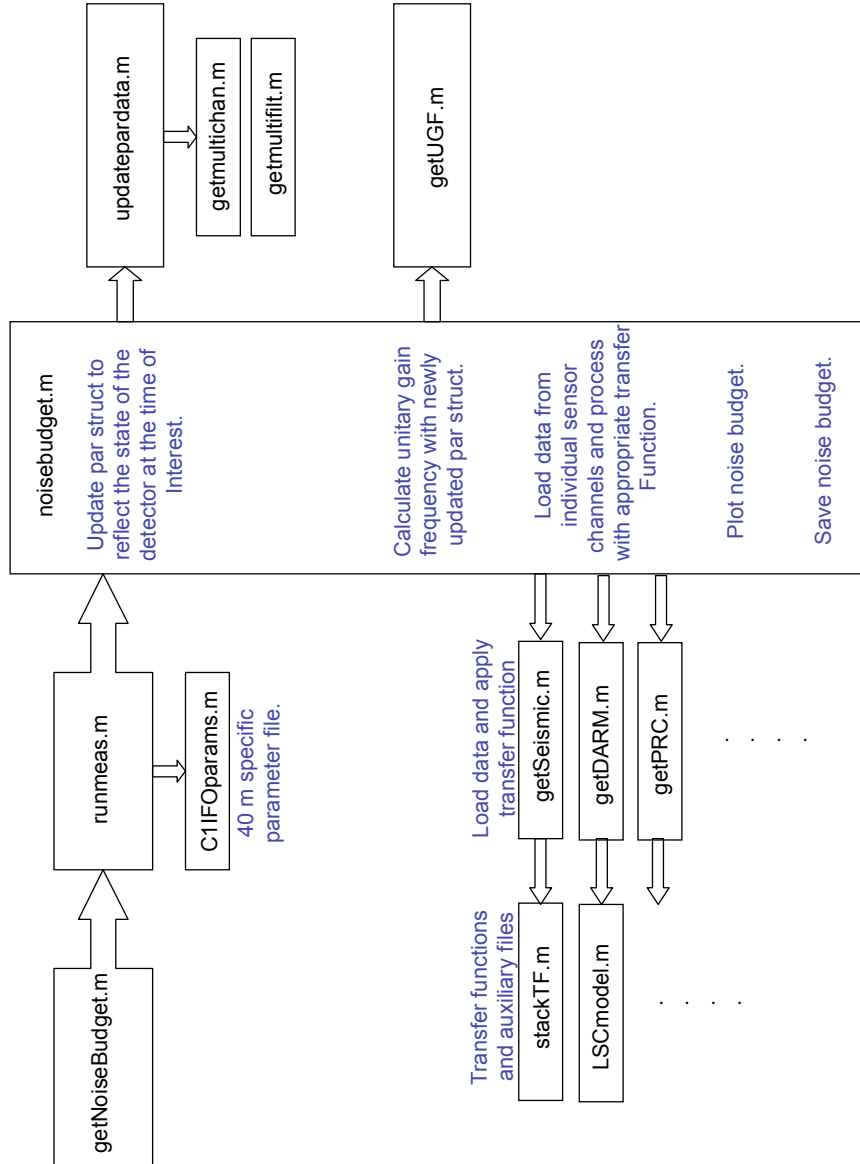 getNoiseBudget.m
runmeas.m
C1IFOparams.m
40 m specific
parameter file.
noisebudget.m
Update par struct to
reflect the state of the
detector at the time of
Interest.
updatepardata.m
getmultichan.m
getmultifilt.m
Calculate unitary gain
frequency with newly
updated par struct.
getUGF.m
Load data from
individual sensor
channels and process
with appropriate transfer
Function.
Plot noise budget.
Save noise budget.
Load data and apply
transfer function
getSeismic.m
getDARM.m
getPRC.m
. . . .
Transfer functions
and auxiliary files
stackTF.m
LSCmodel.m
. . . .